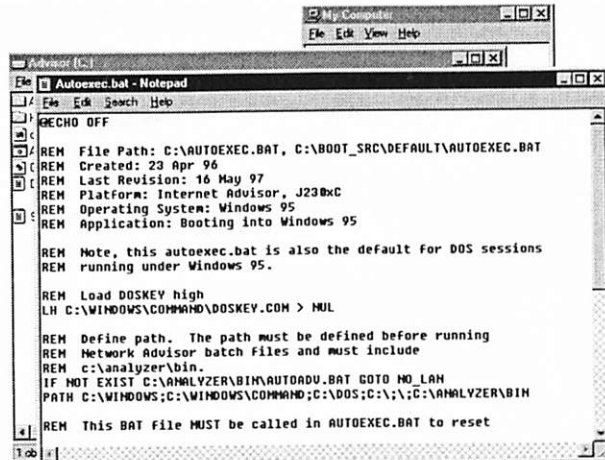 My Computer
File Edit View Help
Advisor (C:)
File
Autoexec.bat - Notepad
File Edit Search Help
@ECHO OFF
REM File Path: C:\AUTOEXEC.BAT, C:\BOOT_SRC\DEFAULT\AUTOEXEC.BAT
REM Created: 23 Apr 96
REM Last Revision: 16 May 97
REM Platform: Internet Advisor, J230xC
REM Operating System: Windows 95
REM Application: Booting into Windows 95
REM Note, this autoexec.bat is also the default for DOS sessions
REM running under Windows 95.
REM Load DOSKEY high
LH C:\WINDOWS\COMMAND\DOSKEY.COM > NUL
REM Define path. The path must be defined before running
REM Network Advisor batch files and must include
REM c:\analyzer\bin.
IF NOT EXIST C:\ANALYZER\BIN\AUTOADV.BAT GOTO NO_LAN
PATH C:\WINDOWS;C:\WINDOWS\COMMAND;C:\DOS;C:\;\;C:\ANALYZER\BIN
REM This BAT file MUST be called in AUTOEXEC.BAT to reset
1 ob